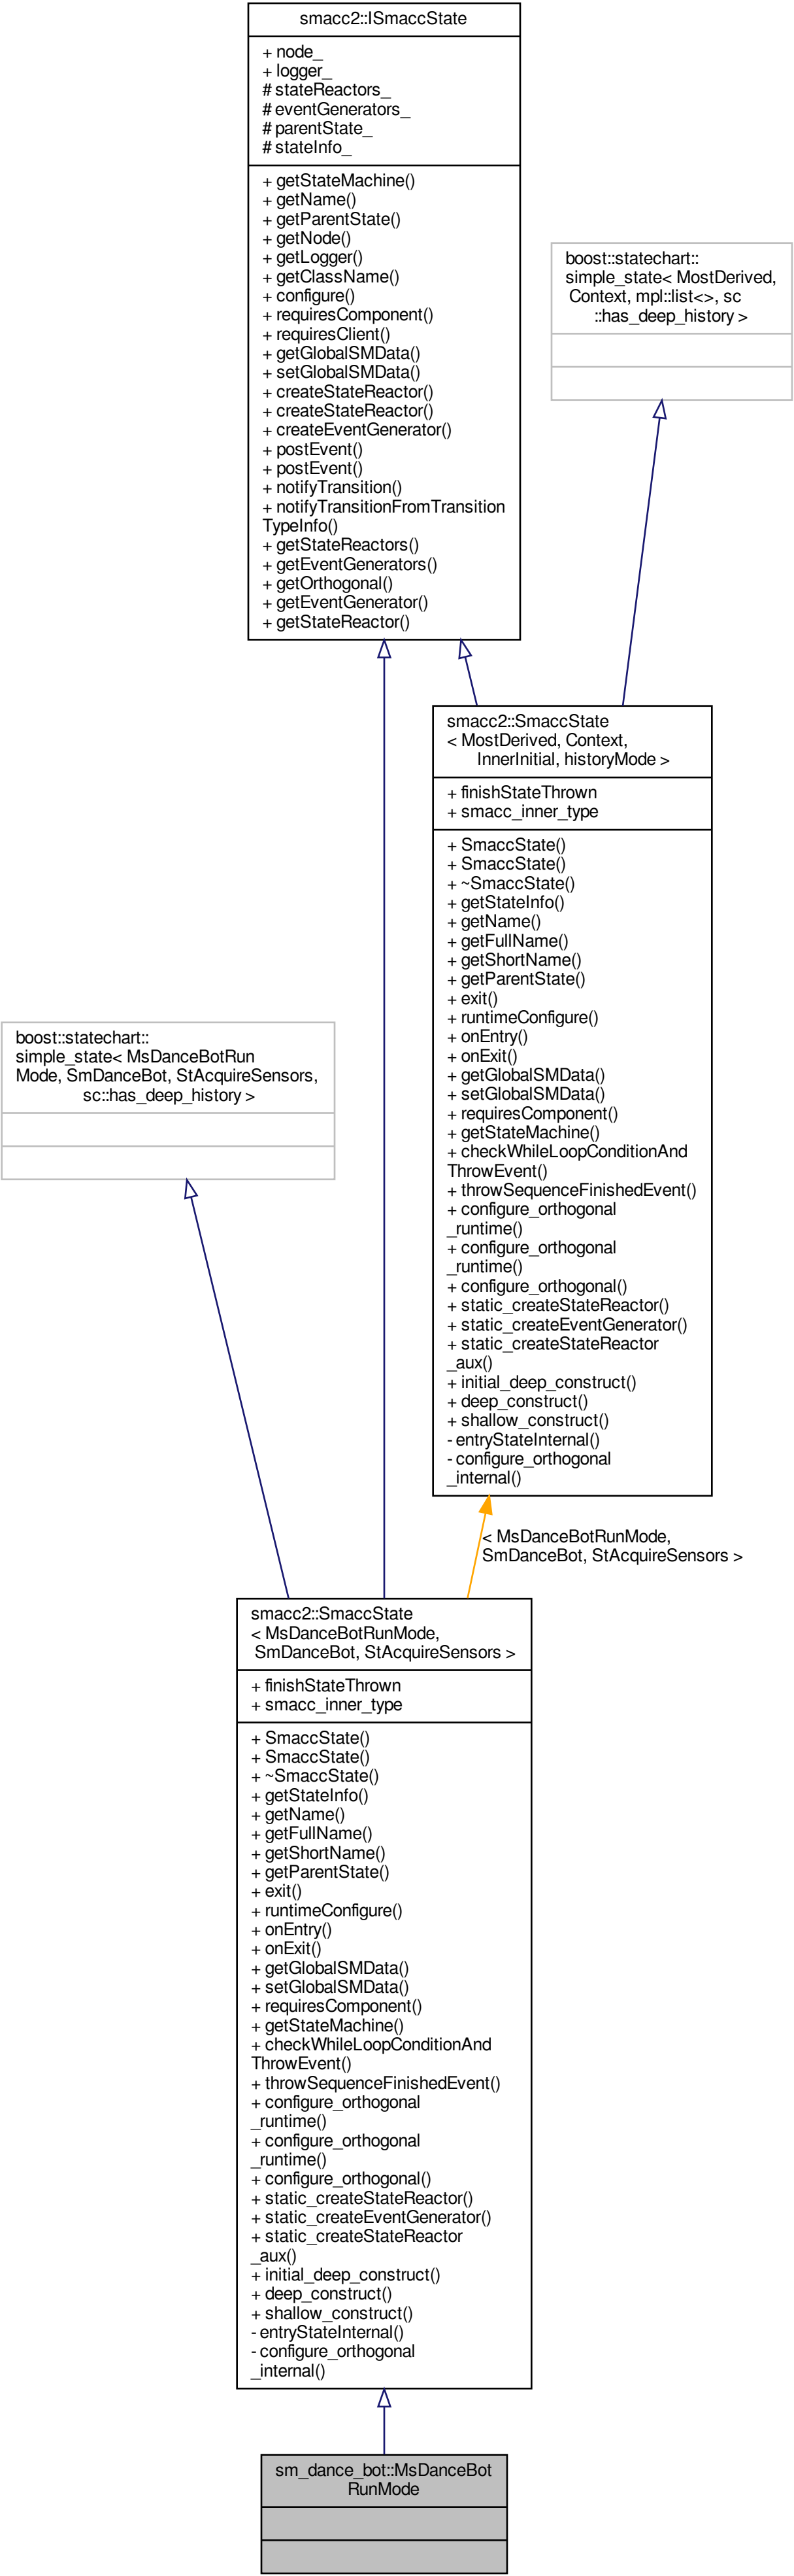 smacc2::ISmaccState
+ node_
+ logger_
# stateReactors_
# eventGenerators_
# parentState_
# stateInfo_
+ getStateMachine()
+ getName()
+ getParentState()
+ getNode()
+ getLogger()
+ getClassName()
+ configure()
+ requiresComponent()
+ requiresClient()
+ getGlobalSMData()
+ setGlobalSMData()
+ createStateReactor()
+ createStateReactor()
+ createEventGenerator()
+ postEvent()
+ postEvent()
+ notifyTransition()
+ notifyTransitionFromTransition
TypeInfo()
+ getStateReactors()
+ getEventGenerators()
+ getOrthogonal()
+ getEventGenerator()
+ getStateReactor()
boost::statechart::
simple_state< MostDerived,
Context, mpl::list<>, sc
::has_deep_history >
smacc2::SmaccState
< MostDerived, Context,
InnerInitial, historyMode >
+ finishStateThrown
+ smacc_inner_type
+ SmaccState()
+ SmaccState()
+ ~SmaccState()
+ getStateInfo()
+ getName()
+ getFullName()
+ getShortName()
+ getParentState()
+ exit()
+ runtimeConfigure()
+ onEntry()
+ onExit()
+ getGlobalSMData()
+ setGlobalSMData()
+ requiresComponent()
+ getStateMachine()
+ checkWhileLoopConditionAnd
ThrowEvent()
+ throwSequenceFinishedEvent()
+ configure_orthogonal
_runtime()
+ configure_orthogonal
_runtime()
+ configure_orthogonal()
+ static_createStateReactor()
+ static_createEventGenerator()
+ static_createStateReactor
_aux()
+ initial_deep_construct()
+ deep_construct()
+ shallow_construct()
- entryStateInternal()
- configure_orthogonal
_internal()
boost::statechart::
simple_state< MsDanceBotRun
Mode, SmDanceBot, StAcquireSensors,
sc::has_deep_history >
< MsDanceBotRunMode,
SmDanceBot, StAcquireSensors >
smacc2::SmaccState
< MsDanceBotRunMode,
SmDanceBot, StAcquireSensors >
+ finishStateThrown
+ smacc_inner_type
+ SmaccState()
+ SmaccState()
+ ~SmaccState()
+ getStateInfo()
+ getName()
+ getFullName()
+ getShortName()
+ getParentState()
+ exit()
+ runtimeConfigure()
+ onEntry()
+ onExit()
+ getGlobalSMData()
+ setGlobalSMData()
+ requiresComponent()
+ getStateMachine()
+ checkWhileLoopConditionAnd
ThrowEvent()
+ throwSequenceFinishedEvent()
+ configure_orthogonal
_runtime()
+ configure_orthogonal
_runtime()
+ configure_orthogonal()
+ static_createStateReactor()
+ static_createEventGenerator()
+ static_createStateReactor
_aux()
+ initial_deep_construct()
+ deep_construct()
+ shallow_construct()
- entryStateInternal()
- configure_orthogonal
_internal()
sm_dance_bot::MsDanceBot
RunMode